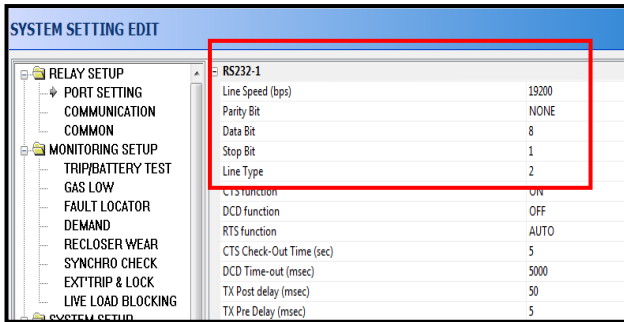 SYSTEM SETTING EDIT
RELAY SETUP
PORT SETTING
COMMUNICATION
COMMON
MONITORING SETUP
TRIP/BATTERY TEST
GAS LOW
FAULT LOCATOR
DEMAND
RECLOSER WEAR
SYNCHRO CHECK
EXT'TRIP & LOCK
LIVE LOAD BLOCKING
SYSTEM SETUP
RS232-1
Line Speed (bps) 19200
Parity Bit NONE
Data Bit 8
Stop Bit 1
Line Type 2
CTS function ON
DCD function OFF
RTS function AUTO
CTS Check-Out Time (sec) 5
DCD Time-out (msec) 5000
TX Post delay (msec) 50
TX Pre Delay (msec) 5